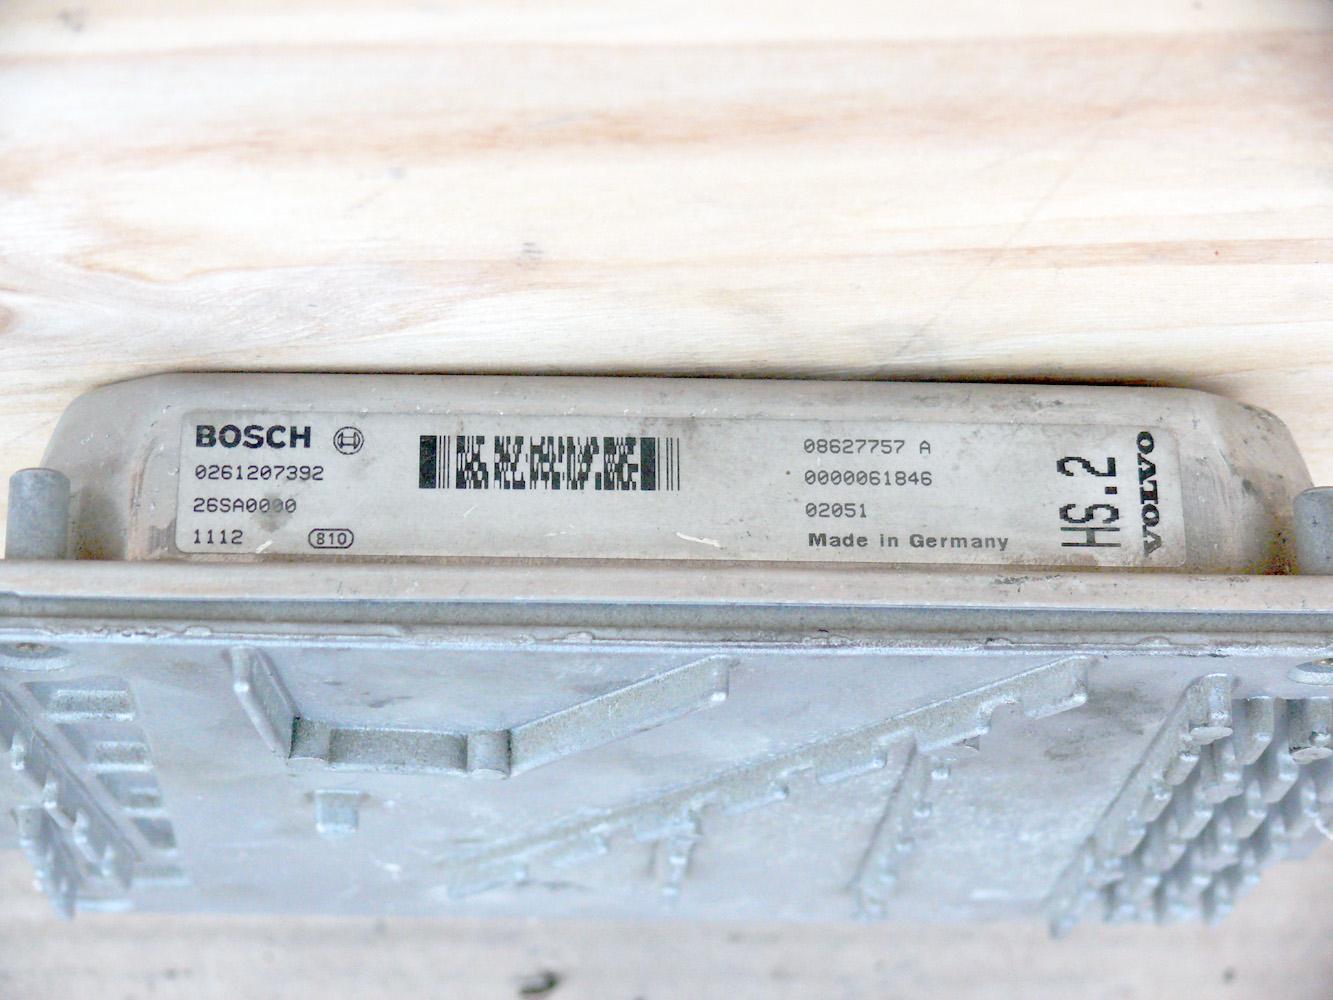 BOSCH
0261207392
26SA0000
1112 810
08627757 A
0000061846
02051
Made in Germany
HS.2
VOLVO